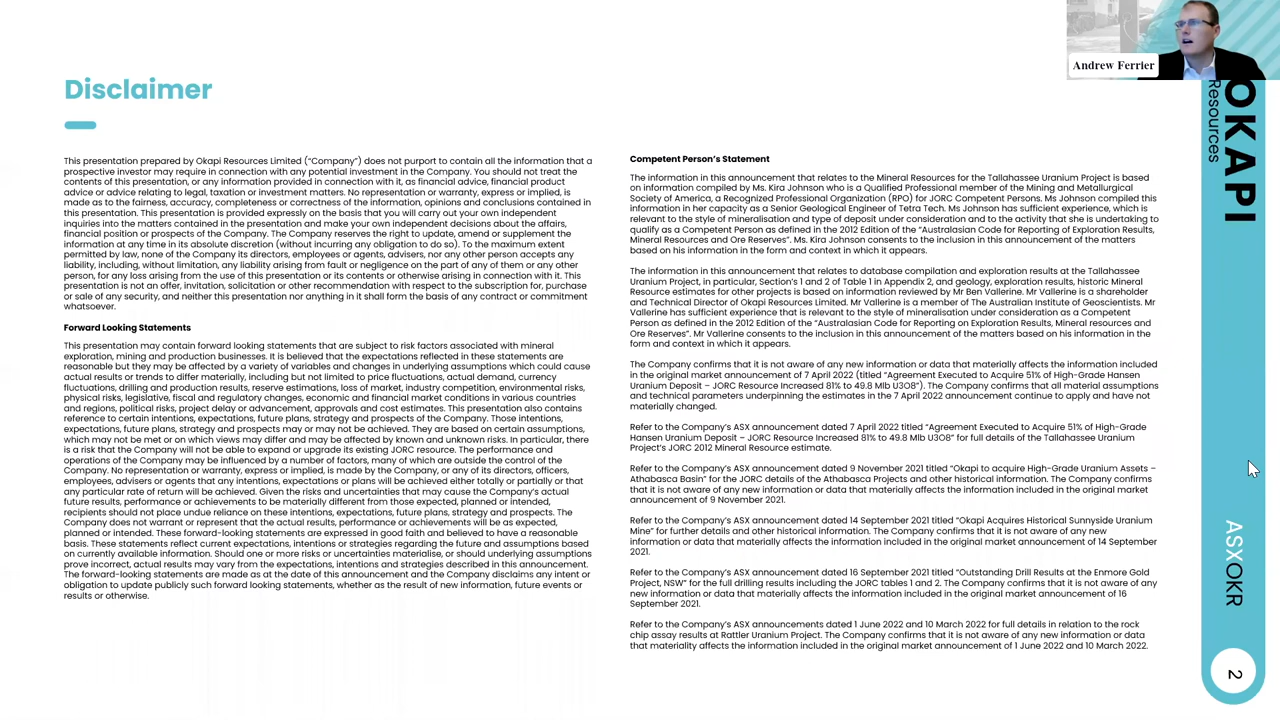 Andrew Ferrier
Disclaimer
This presentation prepared by Okapi Resources Limited (“Company”) does not purport to contain all the information that a
prospective investor may require in connection with any potential investment in the Company. You should not treat the
contents of this presentation, or any information provided in connection with it, as financial advice, financial product
advice or advice relating to legal, taxation or investment matters. No representation or warranty, express or implied, is
made as to the fairness, accuracy, completeness or correctness of the information, opinions and conclusions contained in
this presentation. This presentation is provided expressly on the basis that you will carry out your own independent
inquiries into the matters contained in the presentation and make your own independent decisions about the affairs,
financial position or prospects of the Company. The Company reserves the right to update, amend or supplement the
information at any time in its absolute discretion (without incurring any obligation to do so). To the maximum extent
permitted by law, none of the Company its directors, employees or agents, advisers, nor any other person accepts any
liability, including, without limitation, any liability arising from fault or negligence on the part of any of them or any other
person, for any loss arising from the use of this presentation or its contents or otherwise arising in connection with it. This
presentation is not an offer, invitation, solicitation or other recommendation with respect to the subscription for, purchase
or sale of any security, and neither this presentation nor anything in it shall form the basis of any contract or commitment
whatsoever.
Forward Looking Statements
This presentation may contain forward looking statements that are subject to risk factors associated with mineral
exploration, mining and production businesses. It is believed that the expectations reflected in these statements are
reasonable but they may be affected by a variety of variables and changes in underlying assumptions which could cause
actual results or trends to differ materially, including but not limited to price fluctuations, actual demand, currency
fluctuations, drilling and production results, reserve estimations, loss of market, industry competition, environmental risks,
physical risks, legislative, fiscal and regulatory changes, economic and financial market conditions in various countries
and regions, political risks, project delay or advancement, approvals and cost estimates. This presentation also contains
reference to certain intentions, expectations, future plans, strategy and prospects of the Company. Those intentions,
expectations, future plans, strategy and prospects may or may not be achieved. They are based on certain assumptions,
which may not be met or on which views may differ and may be affected by known and unknown risks. In particular, there
is a risk that the Company will not be able to expand or upgrade its existing JORC resource. The performance and
operations of the Company may be influenced by a number of factors, many of which are outside the control of the
Company. No representation or warranty, express or implied, is made by the Company, or any of its directors, officers,
employees, advisers or agents that any intentions, expectations or plans will be achieved either totally or partially or that
any particular rate of return will be achieved. Given the risks and uncertainties that may cause the Company’s actual
future results, performance or achievements to be materially different from those expected, planned or intended,
recipients should not place undue reliance on these intentions, expectations, future plans, strategy and prospects. The
Company does not warrant or represent that the actual results, performance or achievements will be as expected,
planned or intended. These forward-looking statements are expressed in good faith and believed to have a reasonable
basis. These statements reflect current expectations, intentions or strategies regarding the future and assumptions based
on currently available information. Should one or more risks or uncertainties materialise, or should underlying assumptions
prove incorrect, actual results may vary from the expectations, intentions and strategies described in this announcement.
The forward-looking statements are made as at the date of this announcement and the Company disclaims any intent or
obligation to update publicly such forward looking statements, whether as the result of new information, future events or
results or otherwise.
Competent Person’s Statement
The information in this announcement that relates to the Mineral Resources for the Tallahassee Uranium Project is based
on information compiled by Ms. Kira Johnson who is a Qualified Professional member of the Mining and Metallurgical
Society of America, a Recognized Professional Organization (RPO) for JORC Competent Persons. Ms Johnson compiled this
information in her capacity as a Senior Geological Engineer of Tetra Tech. Ms Johnson has sufficient experience, which is
relevant to the style of mineralisation and type of deposit under consideration and to the activity that she is undertaking to
qualify as a Competent Person as defined in the 2012 Edition of the “Australasian Code for Reporting of Exploration Results,
Mineral Resources and Ore Reserves”. Ms. Kira Johnson consents to the inclusion in this announcement of the matters
based on his information in the form and context in which it appears.
The information in this announcement that relates to database compilation and exploration results at the Tallahassee
Uranium Project, in particular, Section’s 1 and 2 of Table 1 in Appendix 2, and geology, exploration results, historic Mineral
Resource estimates for other projects is based on information reviewed by Mr Ben Vallerine. Mr Vallerine is a shareholder
and Technical Director of Okapi Resources Limited. Mr Vallerine is a member of The Australian Institute of Geoscientists. Mr
Vallerine has sufficient experience that is relevant to the style of mineralisation under consideration as a Competent
Person as defined in the 2012 Edition of the “Australasian Code for Reporting on Exploration Results, Mineral resources and
Ore Reserves”. Mr Vallerine consents to the inclusion in this announcement of the matters based on his information in the
form and context in which it appears.
The Company confirms that it is not aware of any new information or data that materially affects the information included
in the original market announcement of 7 April 2022 (titled “Agreement Executed to Acquire 51% of High-Grade Hansen
Uranium Deposit – JORC Resource Increased 81% to 49.8 Mlb U3O8”). The Company confirms that all material assumptions
and technical parameters underpinning the estimates in the 7 April 2022 announcement continue to apply and have not
materially changed.
Refer to the Company’s ASX announcement dated 7 April 2022 titled “Agreement Executed to Acquire 51% of High-Grade
Hansen Uranium Deposit – JORC Resource Increased 81% to 49.8 Mlb U3O8” for full details of the Tallahassee Uranium
Project’s JORC 2012 Mineral Resource estimate.
Refer to the Company’s ASX announcement dated 9 November 2021 titled “Okapi to acquire High-Grade Uranium Assets –
Athabasca Basin” for the JORC details of the Athabasca Projects and other historical information. The Company confirms
that it is not aware of any new information or data that materially affects the information included in the original market
announcement of 9 November 2021.
Refer to the Company’s ASX announcement dated 14 September 2021 titled “Okapi Acquires Historical Sunnyside Uranium
Mine” for further details and other historical information. The Company confirms that it is not aware of any new
information or data that materially affects the information included in the original market announcement of 14 September
2021.
Refer to the Company’s ASX announcement dated 16 September 2021 titled “Outstanding Drill Results at the Enmore Gold
Project, NSW” for the full drilling results including the JORC tables 1 and 2. The Company confirms that it is not aware of any
new information or data that materially affects the information included in the original market announcement of 16
September 2021.
Refer to the Company’s ASX announcements dated 1 June 2022 and 10 March 2022 for full details in relation to the rock
chip assay results at Rattler Uranium Project. The Company confirms that it is not aware of any new information or data
that materiality affects the information included in the original market announcement of 1 June 2022 and 10 March 2022.
OKAPI
Resources
ASXOKR
2